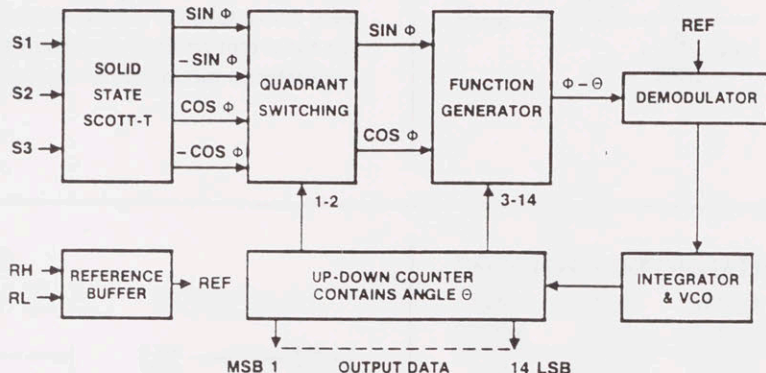 S1
S2
S3
SOLID
STATE
SCOTT-T
SIN Φ
−SIN Φ
COS Φ
−COS Φ
QUADRANT
SWITCHING
SIN Φ
COS Φ
FUNCTION
GENERATOR
Φ−Θ
REF
DEMODULATOR
1-2
3-14
RH
RL
REFERENCE
BUFFER
REF
UP-DOWN COUNTER
CONTAINS ANGLE Θ
INTEGRATOR
& VCO
MSB 1
OUTPUT DATA
14 LSB